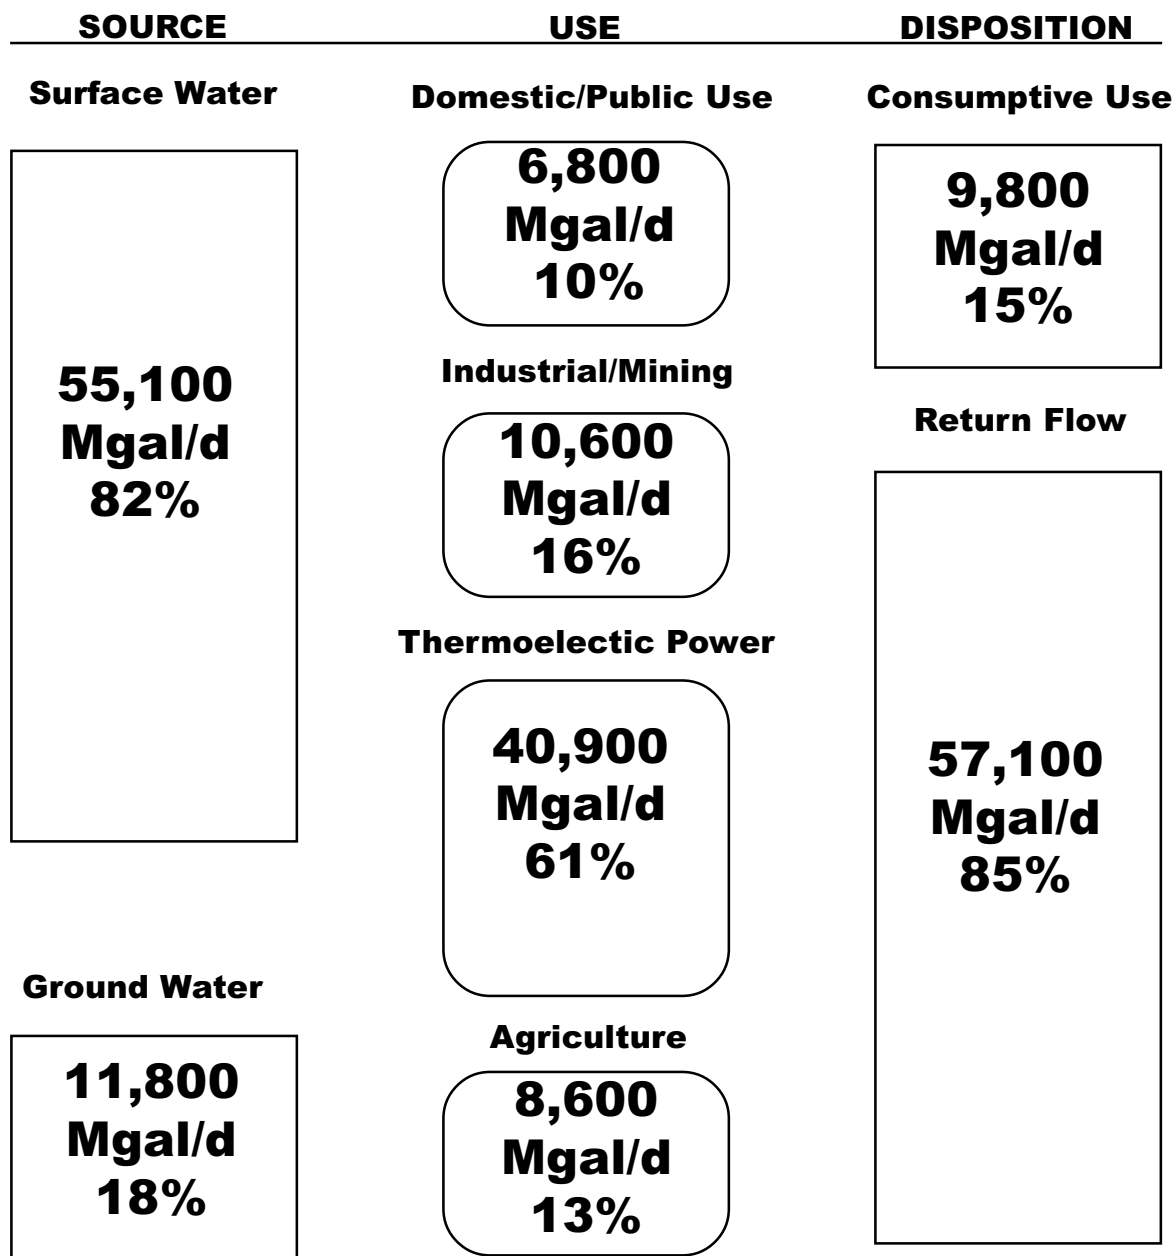 SOURCE
USE
DISPOSITION
Surface Water
55,100
Mgal/d
82%
Ground Water
11,800
Mgal/d
18%
Domestic/Public Use
6,800
Mgal/d
10%
Industrial/Mining
10,600
Mgal/d
16%
Thermoelectic Power
40,900
Mgal/d
61%
Agriculture
8,600
Mgal/d
13%
Consumptive Use
9,800
Mgal/d
15%
Return Flow
57,100
Mgal/d
85%